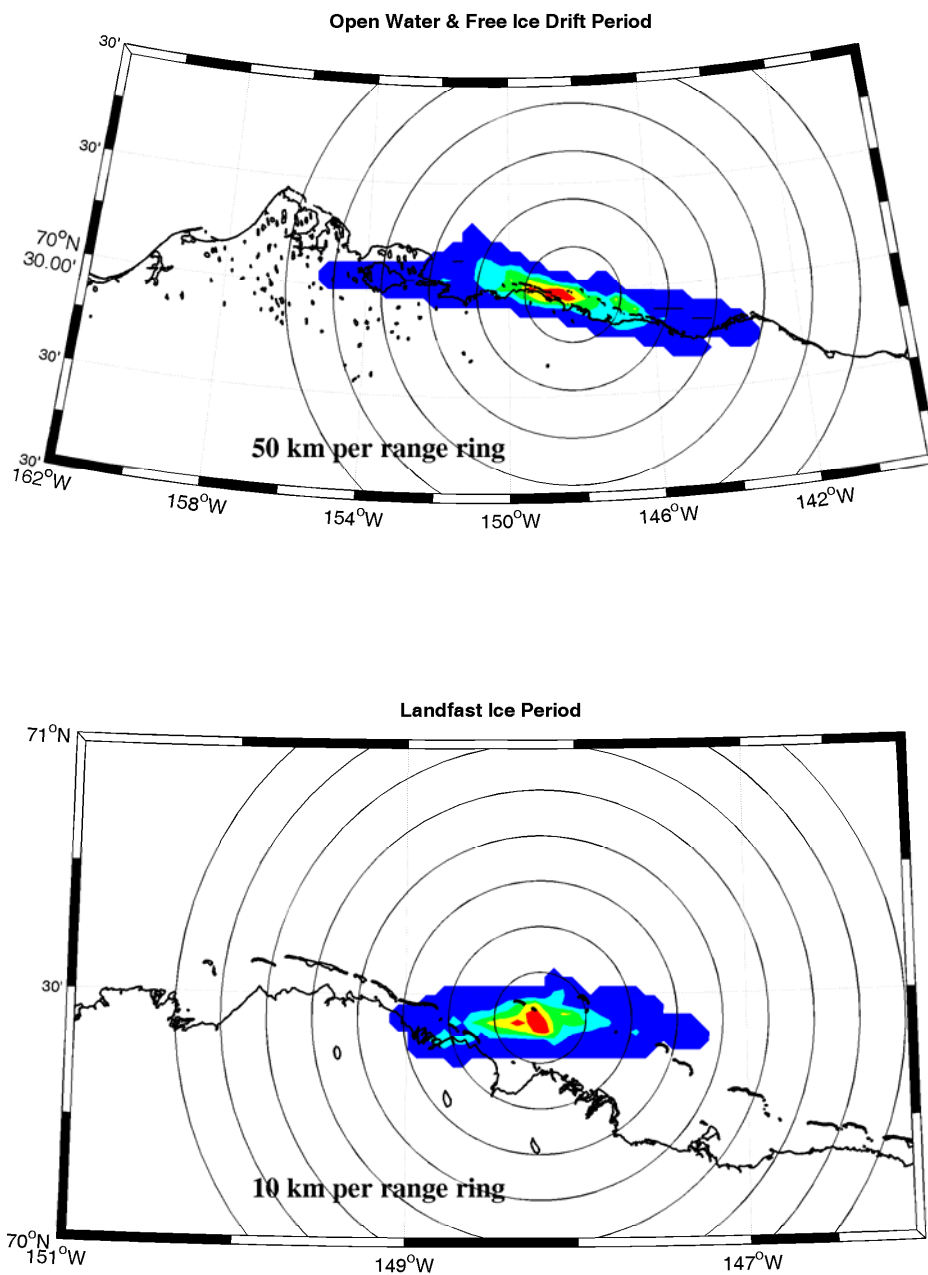 Open Water & Free Ice Drift Period
30'
30'
70°N
30.00'
30'
30'
162°W
158°W
154°W
150°W
146°W
142°W
50 km per range ring
Landfast Ice Period
71°N
30'
70°N
151°W
149°W
147°W
10 km per range ring